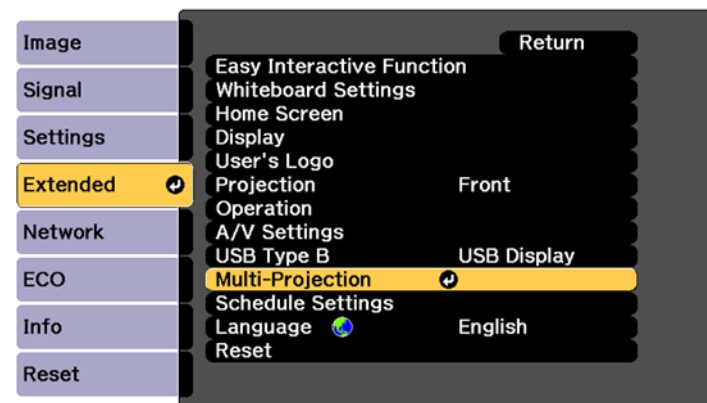 Image
Signal
Settings
Extended
Network
ECO
Info
Reset
Return
Easy Interactive Function
Whiteboard Settings
Home Screen
Display
User's Logo
Projection Front
Operation
A/V Settings
USB Type B USB Display
Multi-Projection
Schedule Settings
Language English
Reset